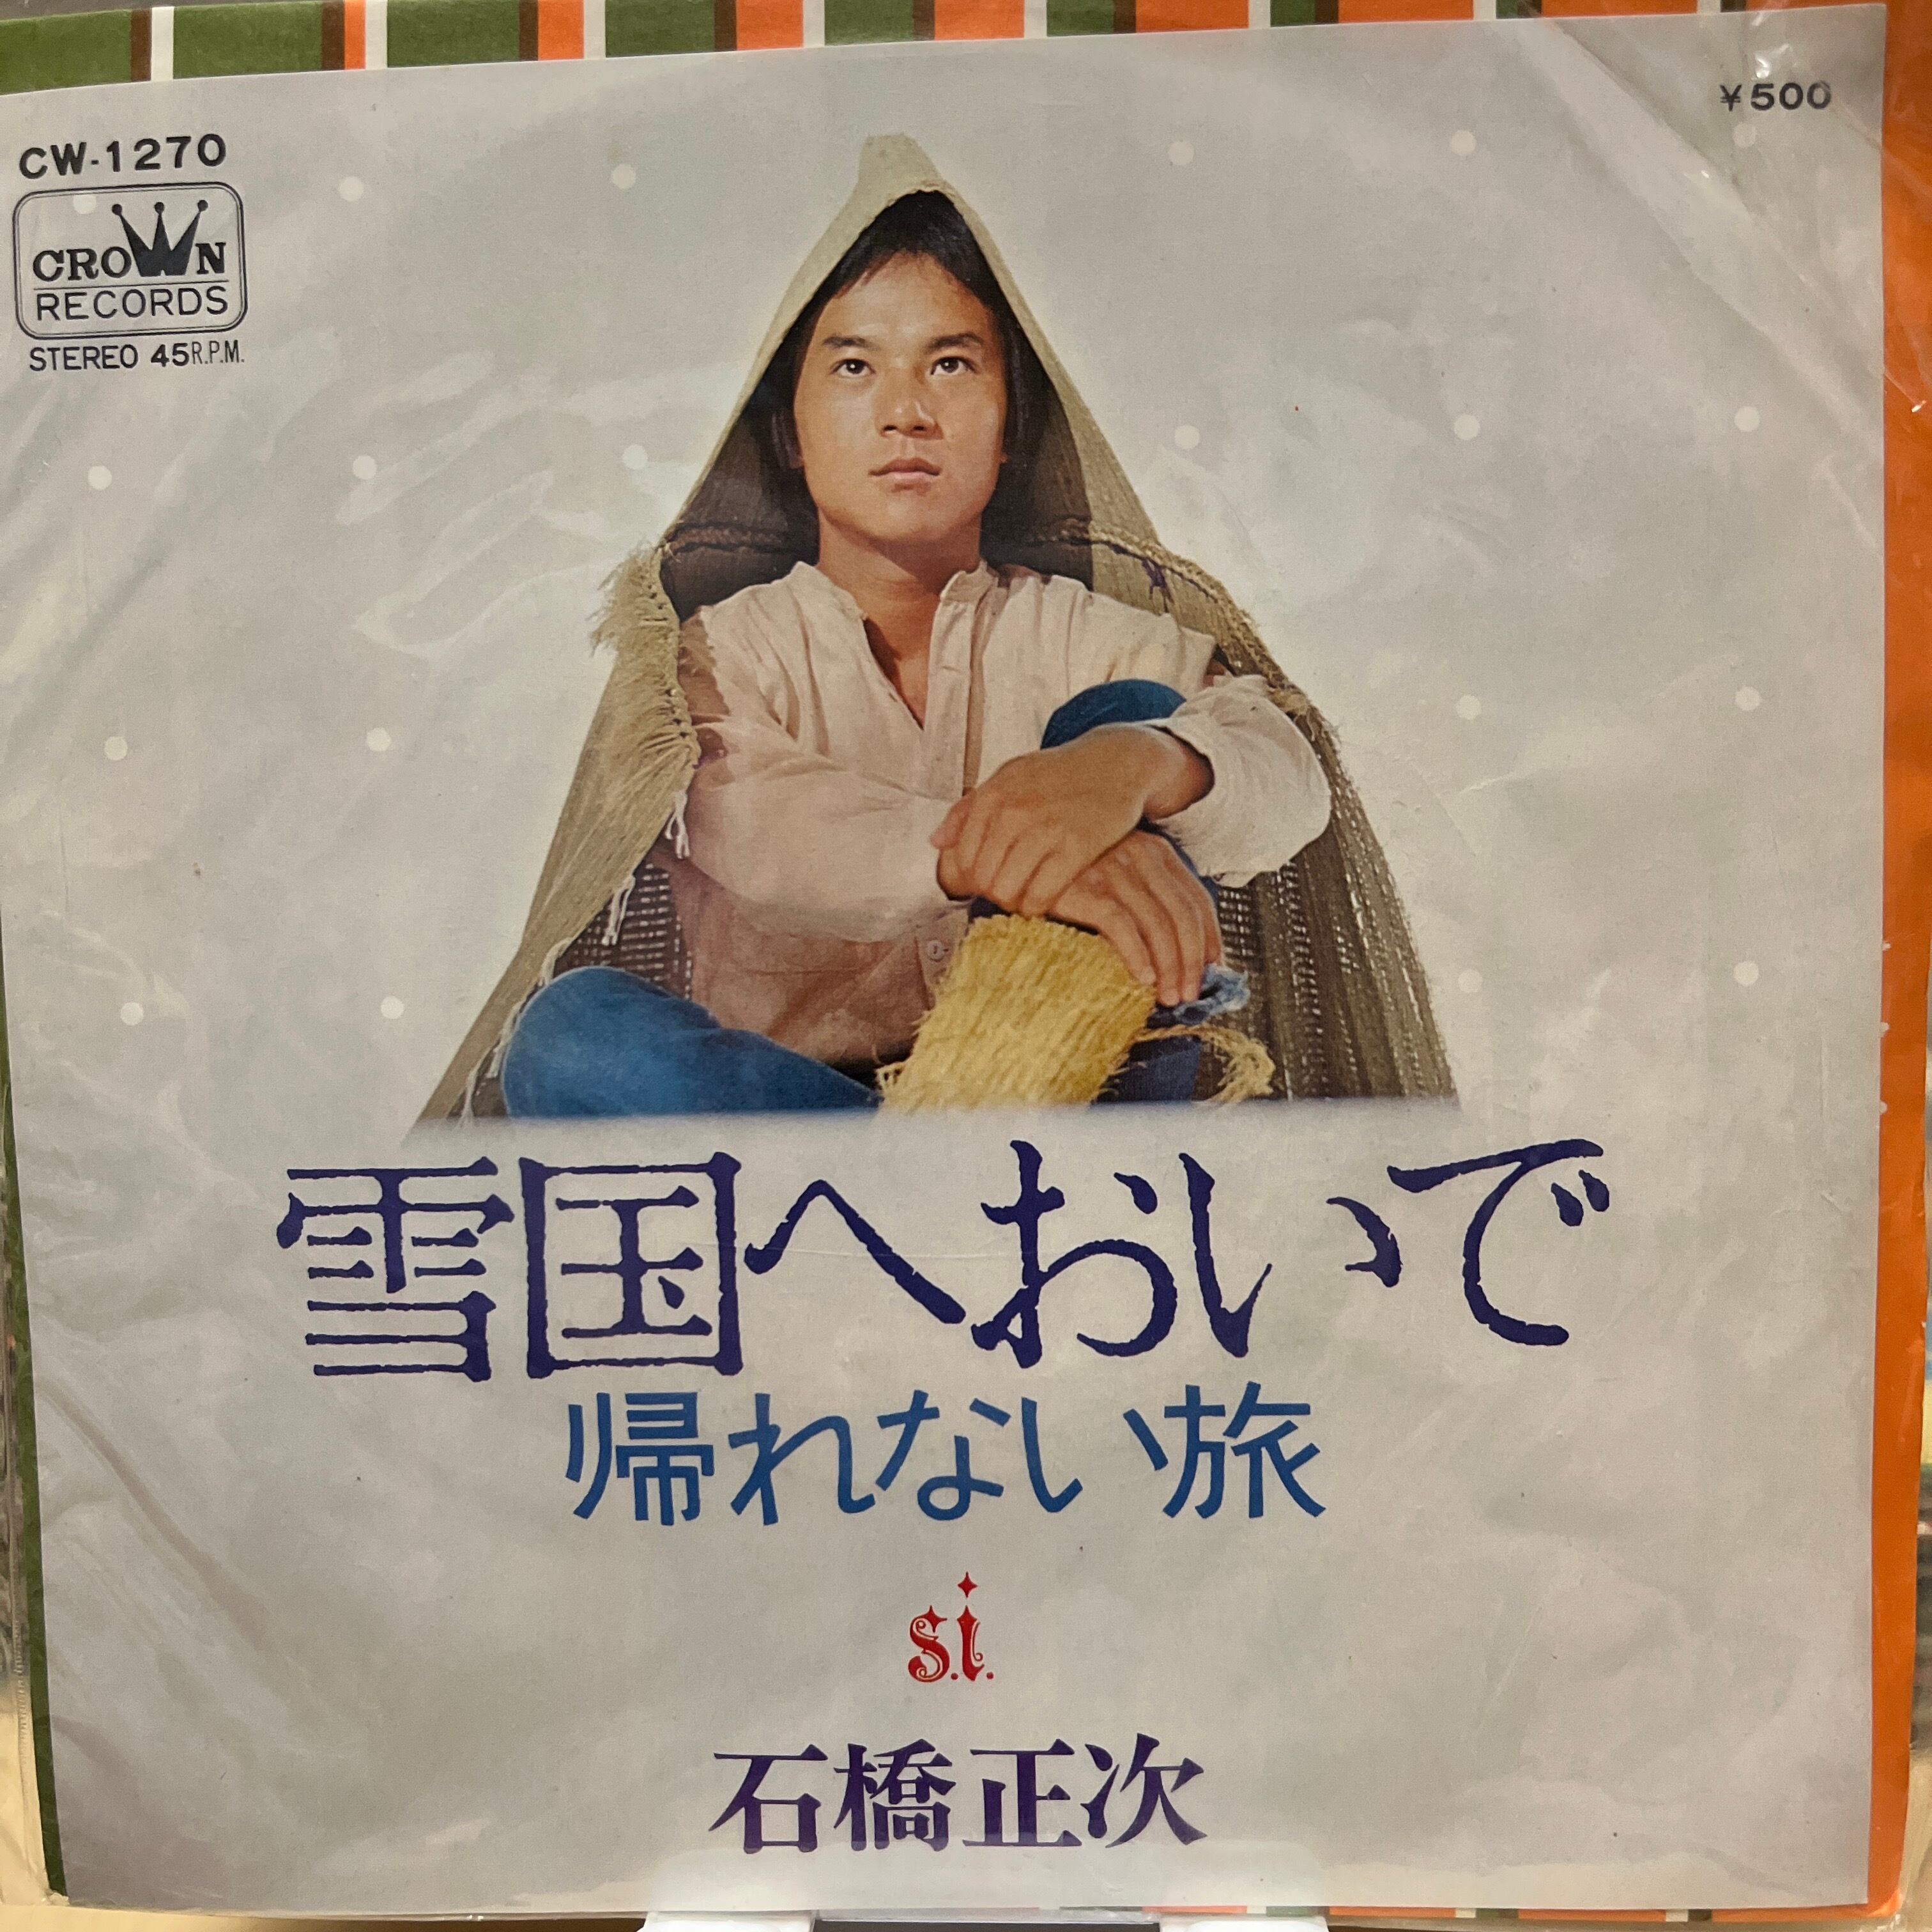 ¥500
CW-1270
CROWN
RECORDS
STEREO 45R.P.M.
雪国へおいで
帰れない旅
s.i.
石橋正次